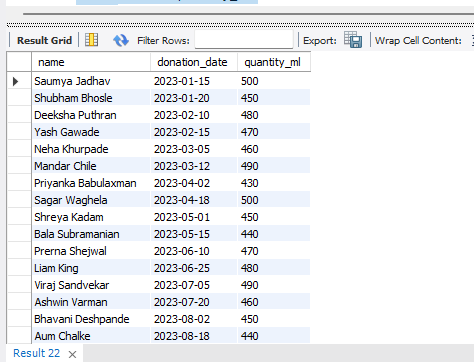 Result Grid Filter Rows: Export: Wrap Cell Content:
name donation_date quantity_ml
Saumya Jadhav 2023-01-15 500
Shubham Bhosle 2023-01-20 450
Deeksha Puthran 2023-02-10 480
Yash Gawade 2023-02-15 470
Neha Khurpade 2023-03-05 460
Mandar Chile 2023-03-12 490
Priyanka Babulaxman 2023-04-02 430
Sagar Waghela 2023-04-18 500
Shreya Kadam 2023-05-01 450
Bala Subramanian 2023-05-15 440
Prerna Shejwal 2023-06-10 470
Liam King 2023-06-25 480
Viraj Sandvekar 2023-07-05 490
Ashwin Varman 2023-07-20 460
Bhavani Deshpande 2023-08-02 450
Aum Chalke 2023-08-18 440
Result 22